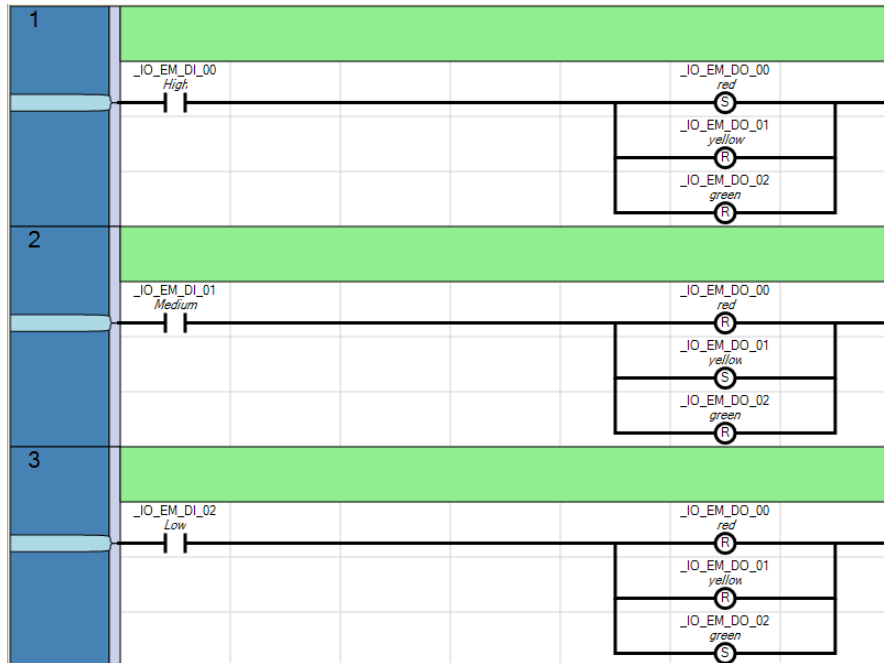 1
_IO_EM_DI_00
High
_IO_EM_DO_00
red
S
_IO_EM_DO_01
yellow
R
_IO_EM_DO_02
green
R
2
_IO_EM_DI_01
Medium
_IO_EM_DO_00
red
R
_IO_EM_DO_01
yellow
S
_IO_EM_DO_02
green
R
3
_IO_EM_DI_02
Low
_IO_EM_DO_00
red
R
_IO_EM_DO_01
yellow
R
_IO_EM_DO_02
green
S